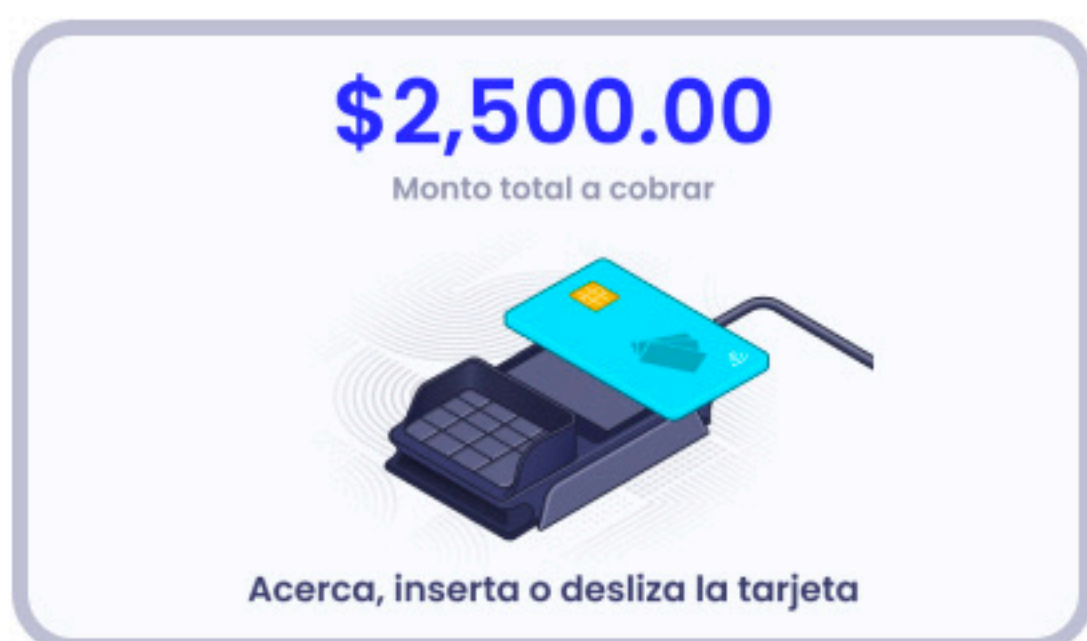 $2,500.00
Monto total a cobrar
Acerca, inserta o desliza la tarjeta